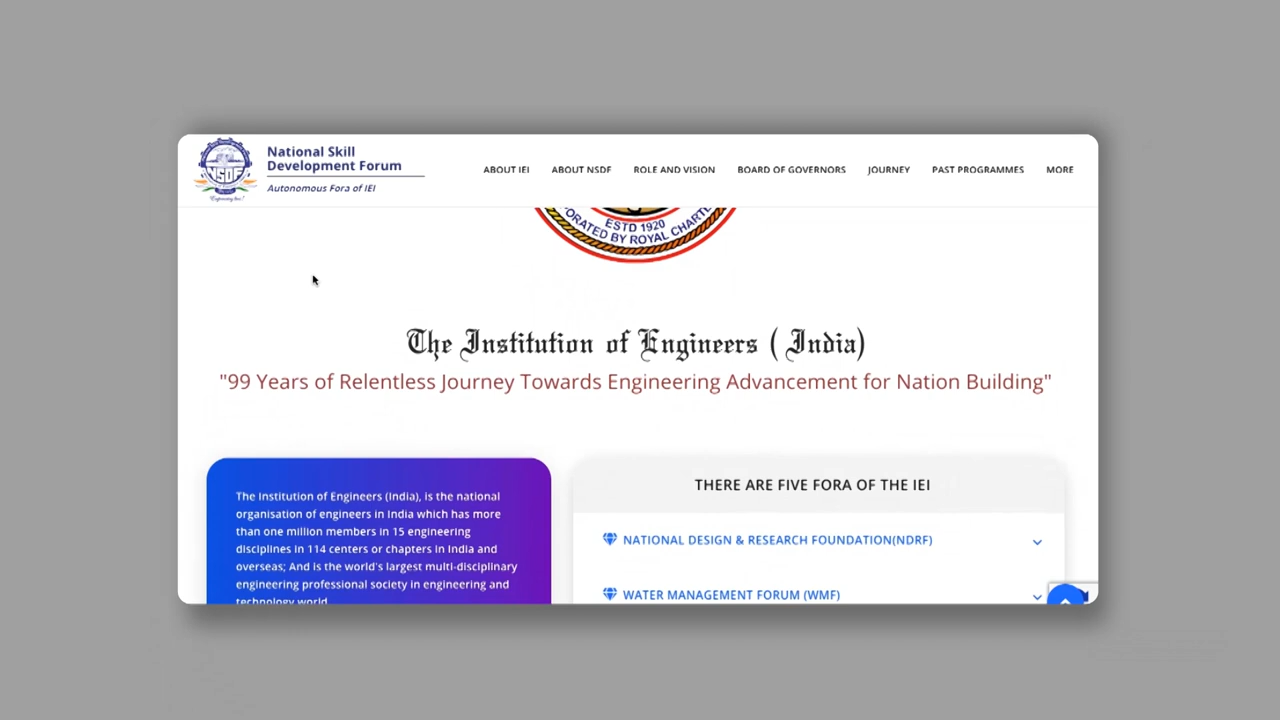 National Skill
Development Forum
Autonomous Fora of IEI
NSDF
"Engineering First"
ABOUT IEI
ABOUT NSDF
ROLE AND VISION
BOARD OF GOVERNORS
JOURNEY
PAST PROGRAMMES
MORE
ESTD 1920
ORATED BY ROYAL CHARTE
The Institution of Engineers ( India)
"99 Years of Relentless Journey Towards Engineering Advancement for Nation Building"
The Institution of Engineers (India), is the national
organisation of engineers in India which has more
than one million members in 15 engineering
disciplines in 114 centers or chapters in India and
overseas; And is the world's largest multi-disciplinary
engineering professional society in engineering and
technology world.
THERE ARE FIVE FORA OF THE IEI
NATIONAL DESIGN & RESEARCH FOUNDATION(NDRF)
WATER MANAGEMENT FORUM (WMF)